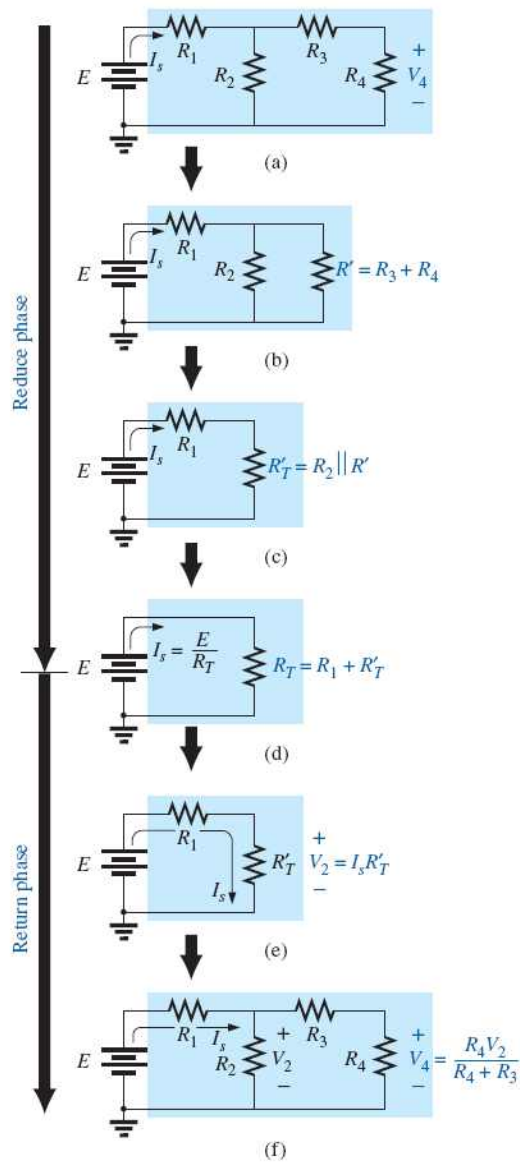 Reduce phase
Return phase
E
I_s
R_1
R_2
R_3
R_4
+
V_4
−
(a)
E
I_s
R_1
R_2
R′ = R_3 + R_4
(b)
E
I_s
R_1
R′_T = R_2 || R′
(c)
E
I_s = E/R_T
R_T = R_1 + R′_T
(d)
E
R_1
I_s
R′_T
+
V_2 = I_sR′_T
−
(e)
E
R_1
I_s
R_2
+
V_2
−
R_3
R_4
+
V_4 = R_4V_2/(R_4 + R_3)
−
(f)